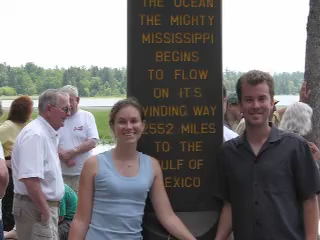 THE OCEAN
THE MIGHTY
MISSISSIPPI
BEGINS
TO FLOW
ON IT'S
WINDING WAY
2552 MILES
TO THE
GULF OF
MEXICO